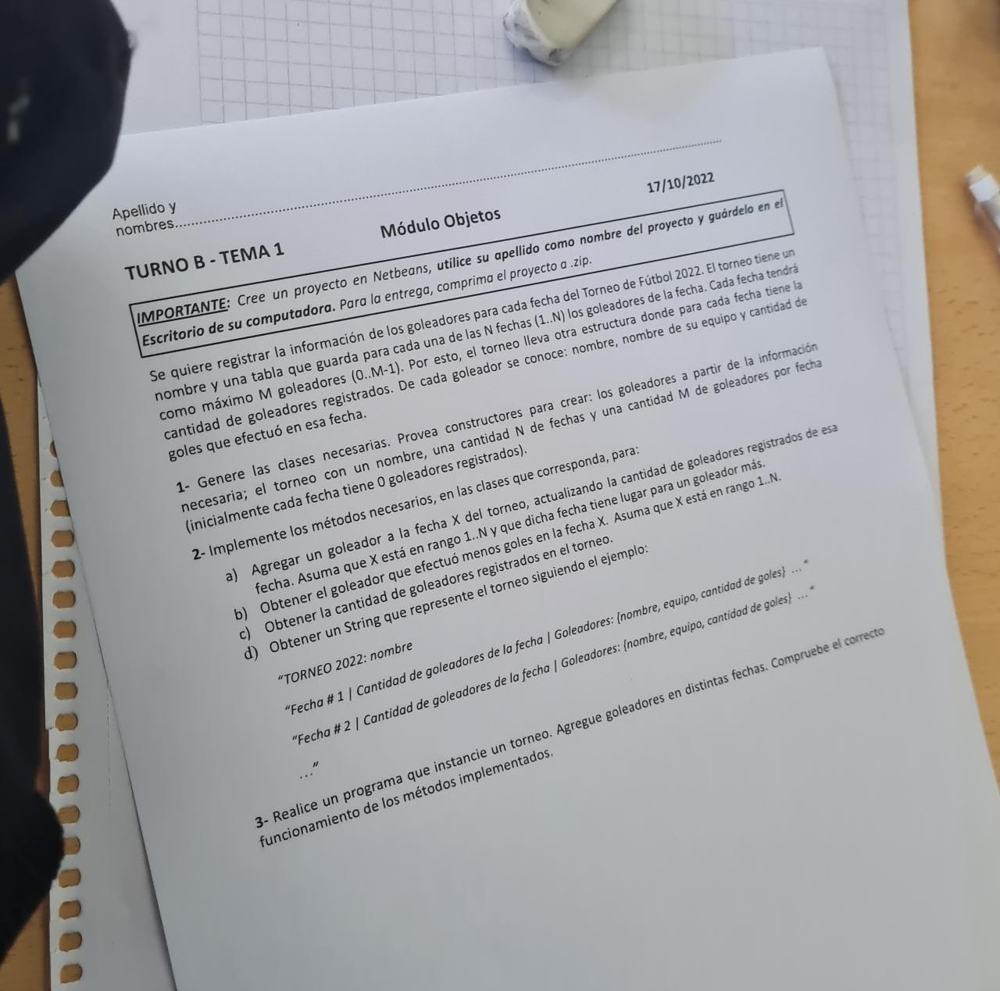 Apellido y
nombres......................................................................
17/10/2022
Módulo Objetos
TURNO B - TEMA 1
IMPORTANTE: Cree un proyecto en Netbeans, utilice su apellido como nombre del proyecto y guárdelo en el
Escritorio de su computadora. Para la entrega, comprima el proyecto a .zip.
Se quiere registrar la información de los goleadores para cada fecha del Torneo de Fútbol 2022. El torneo tiene un
nombre y una tabla que guarda para cada una de las N fechas (1..N) los goleadores de la fecha. Cada fecha tendrá
como máximo M goleadores (0..M-1). Por esto, el torneo lleva otra estructura donde para cada fecha tiene la
cantidad de goleadores registrados. De cada goleador se conoce: nombre, nombre de su equipo y cantidad de
goles que efectuó en esa fecha.
1- Genere las clases necesarias. Provea constructores para crear: los goleadores a partir de la información
necesaria; el torneo con un nombre, una cantidad N de fechas y una cantidad M de goleadores por fecha
(inicialmente cada fecha tiene 0 goleadores registrados).
2- Implemente los métodos necesarios, en las clases que corresponda, para:
a) Agregar un goleador a la fecha X del torneo, actualizando la cantidad de goleadores registrados de esa
fecha. Asuma que X está en rango 1..N y que dicha fecha tiene lugar para un goleador más.
b) Obtener el goleador que efectuó menos goles en la fecha X. Asuma que X está en rango 1..N.
c) Obtener la cantidad de goleadores registrados en el torneo.
d) Obtener un String que represente el torneo siguiendo el ejemplo:
“TORNEO 2022: nombre
“Fecha # 1 | Cantidad de goleadores de la fecha | Goleadores: {nombre, equipo, cantidad de goles} ... “
“Fecha # 2 | Cantidad de goleadores de la fecha | Goleadores: {nombre, equipo, cantidad de goles} ... “
...”
3- Realice un programa que instancie un torneo. Agregue goleadores en distintas fechas. Compruebe el correcto
funcionamiento de los métodos implementados.